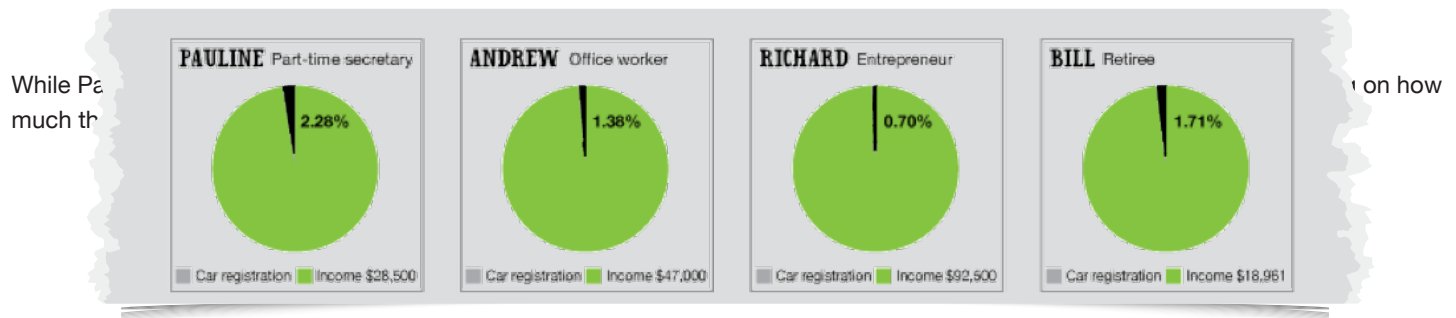 PAULINE Part-time secretary
2.28%
Car registration Income $28,500
ANDREW Office worker
1.38%
Car registration Income $47,000
RICHARD Entrepreneur
0.70%
Car registration Income $92,500
BILL Retiree
1.71%
Car registration Income $18,961
While Pa on how
much th